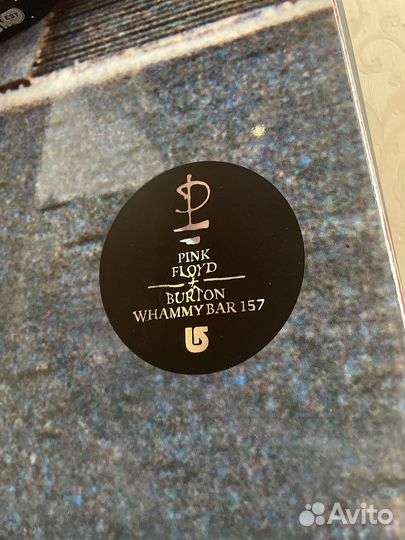 PINK
FLOYD
+
BURTON
WHAMMY BAR 157
Avito